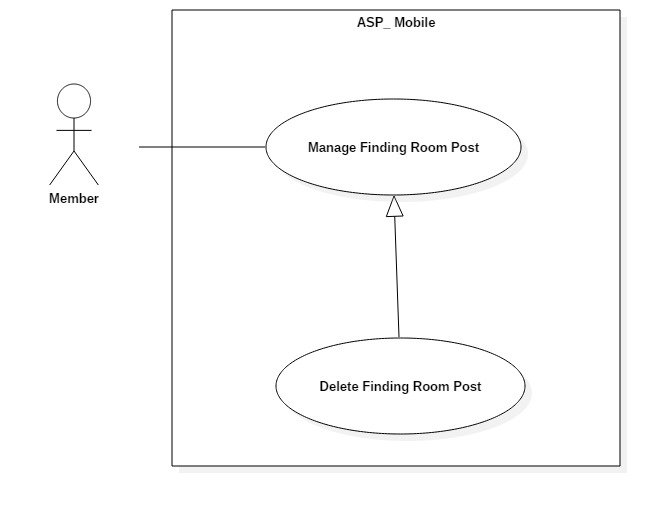 ASP_ Mobile
Manage Finding Room Post
Member
Delete Finding Room Post